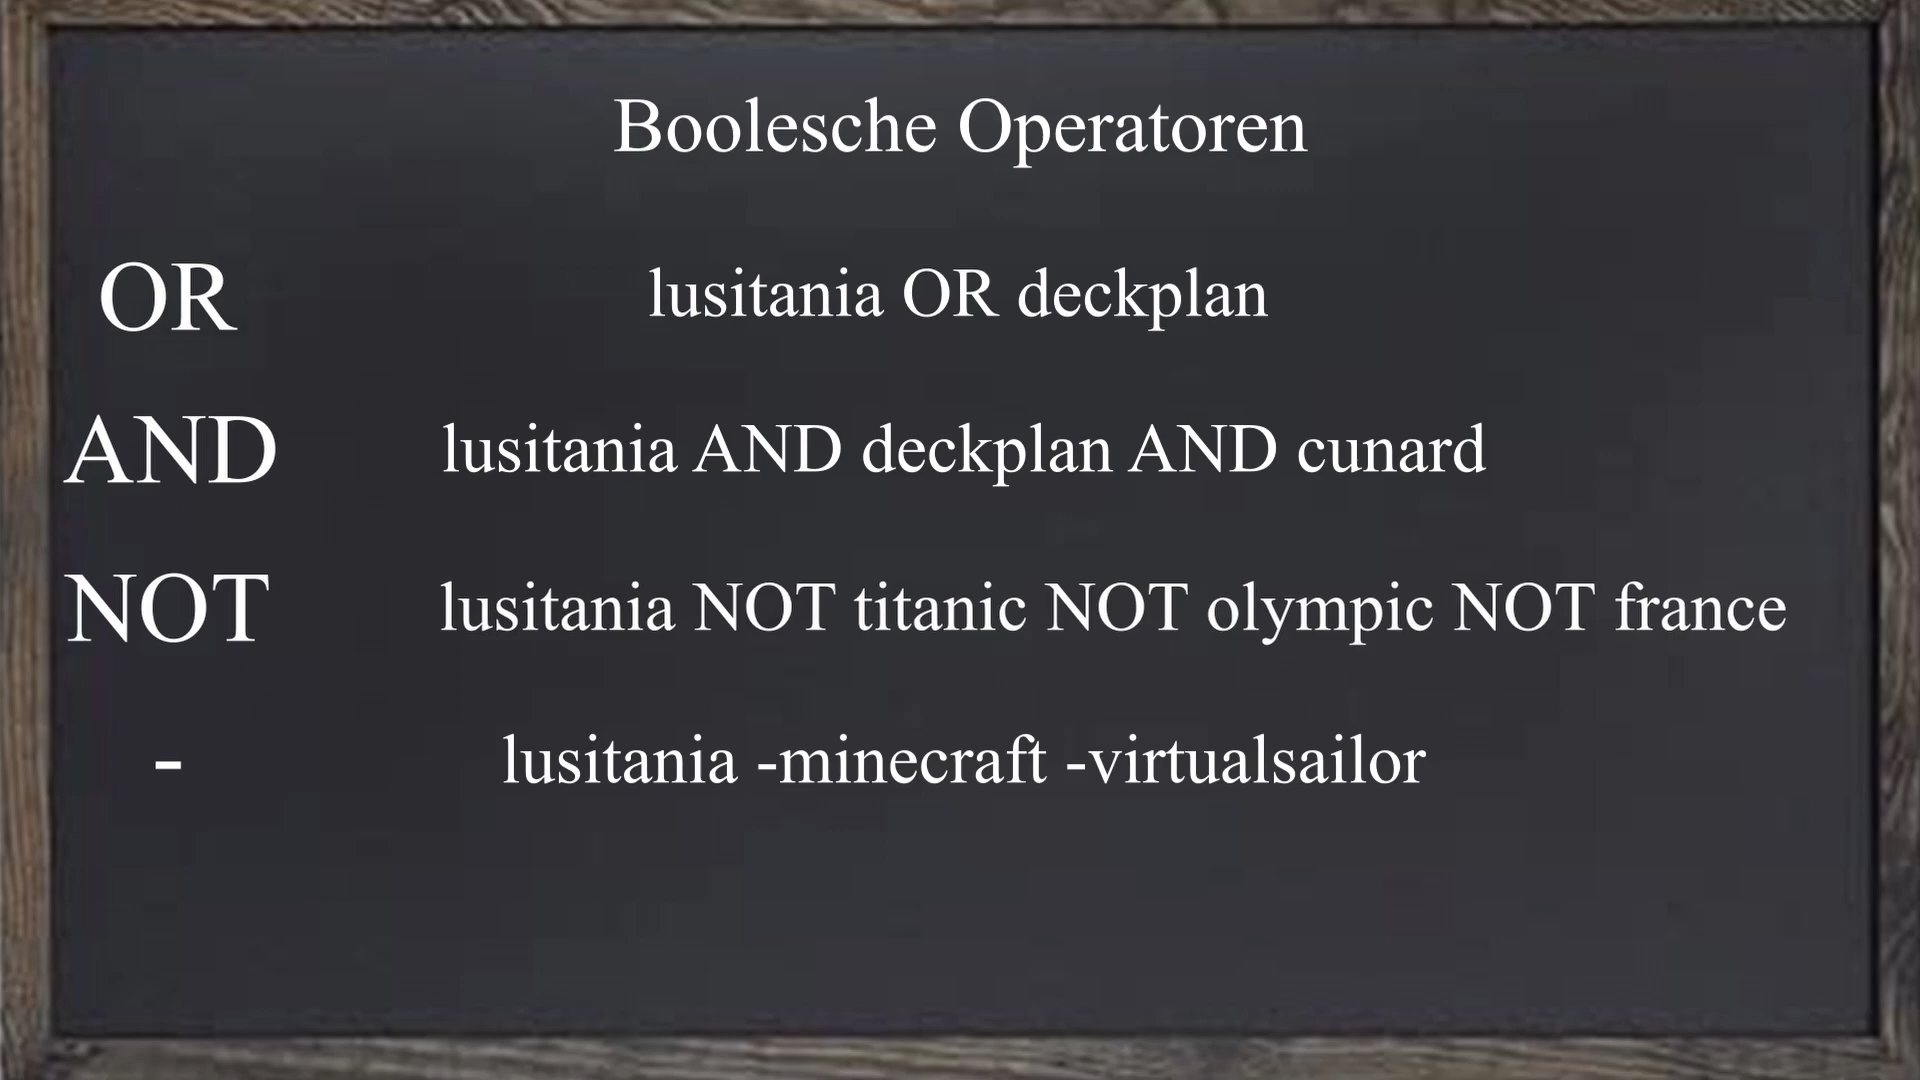 Boolesche Operatoren
OR lusitania OR deckplan
AND lusitania AND deckplan AND cunard
NOT lusitania NOT titanic NOT olympic NOT france
- lusitania -minecraft -virtualsailor